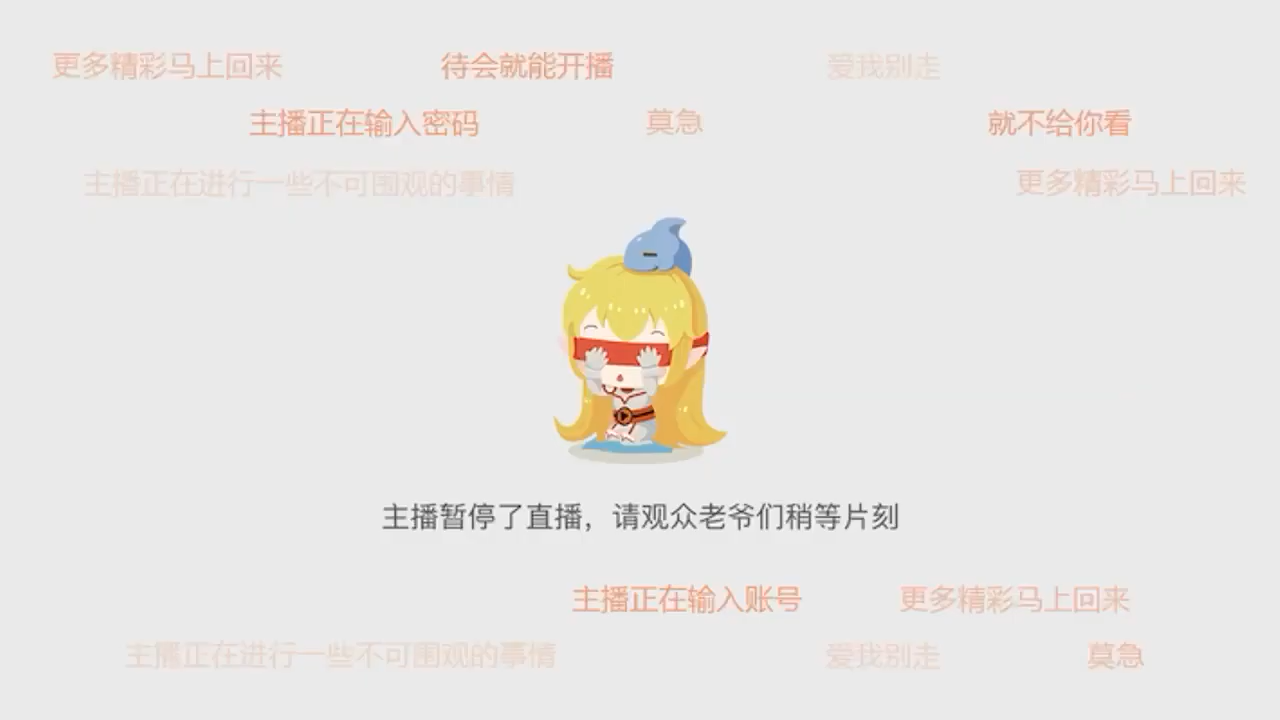 更多精彩马上回来
待会就能开播
爱我别走
主播正在输入密码
莫急
就不给你看
主播正在进行一些不可围观的事情
更多精彩马上回来
主播暂停了直播，请观众老爷们稍等片刻
主播正在输入账号
更多精彩马上回来
主播正在进行一些不可围观的事情
爱我别走
莫急